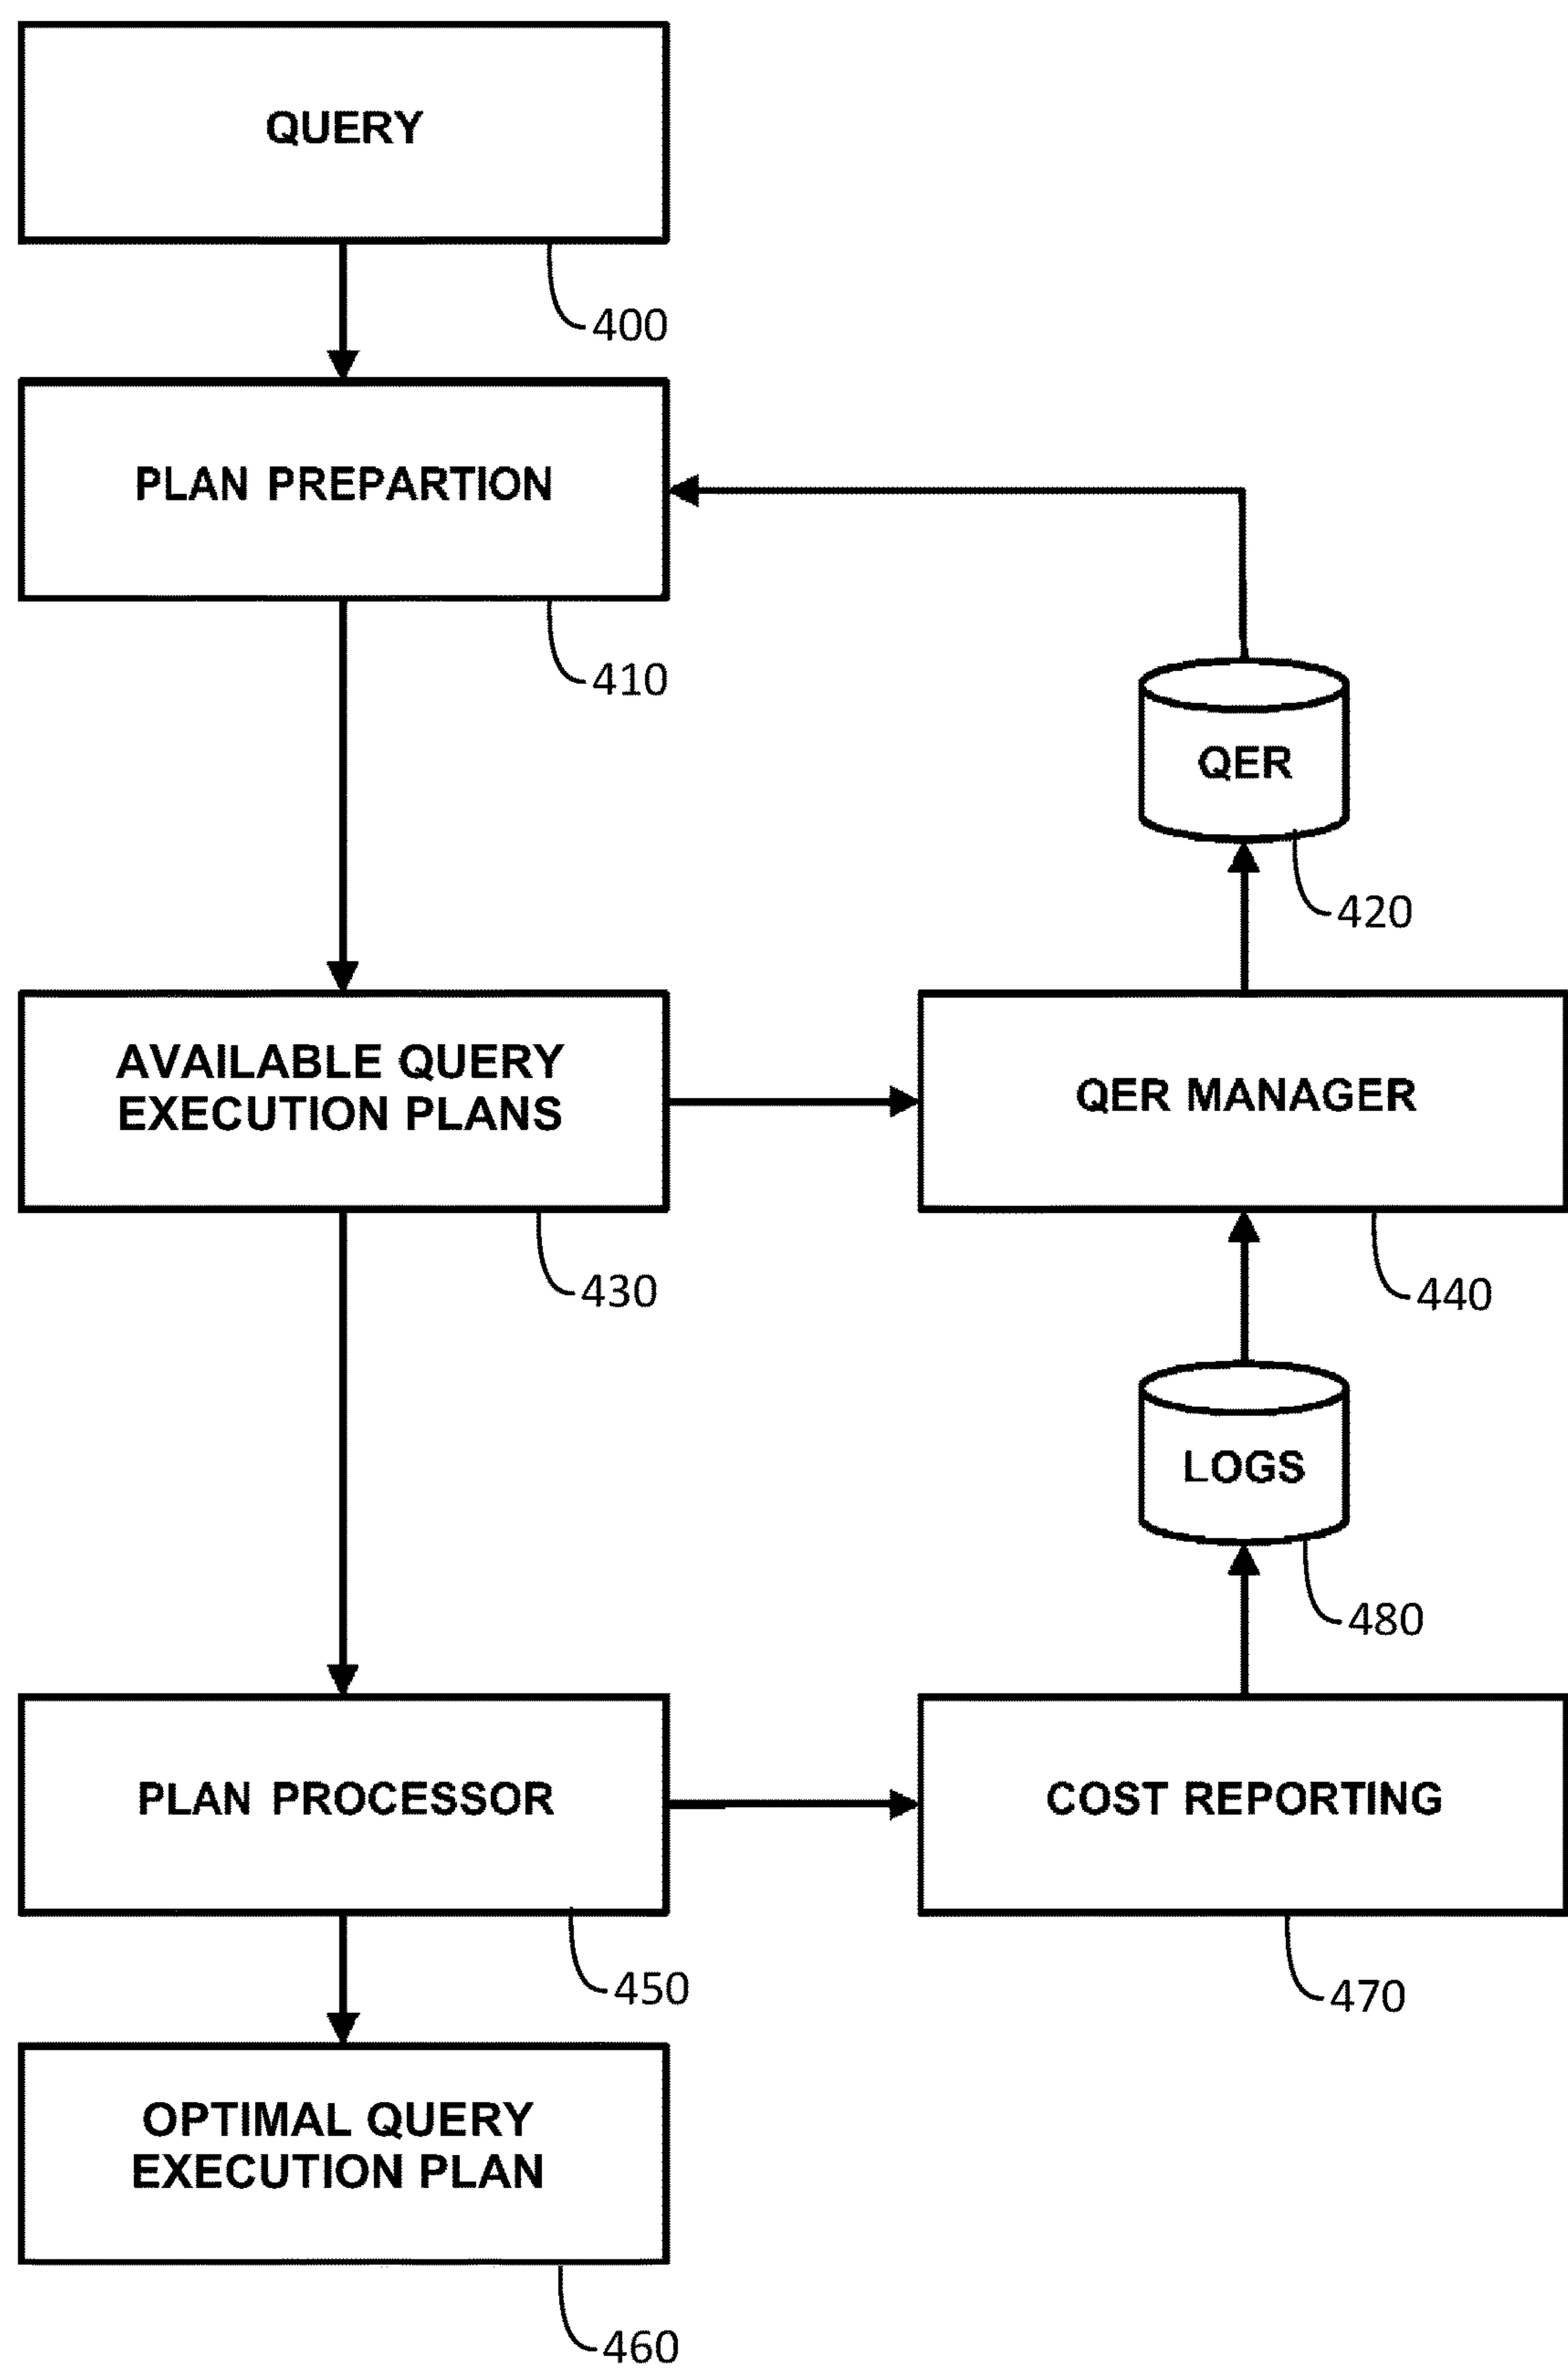 QUERY
400
PLAN PREPARTION
410
QER
420
AVAILABLE QUERY
EXECUTION PLANS
430
QER MANAGER
440
LOGS
480
PLAN PROCESSOR
450
COST REPORTING
470
OPTIMAL QUERY
EXECUTION PLAN
460